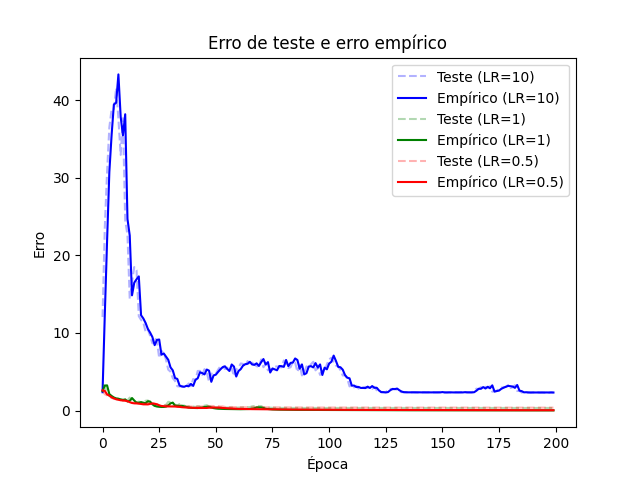 Erro de teste e erro empírico
Teste (LR=10)
Empírico (LR=10)
Teste (LR=1)
Empírico (LR=1)
Teste (LR=0.5)
Empírico (LR=0.5)
Erro
40
30
20
10
0
0 25 50 75 100 125 150 175 200
Época